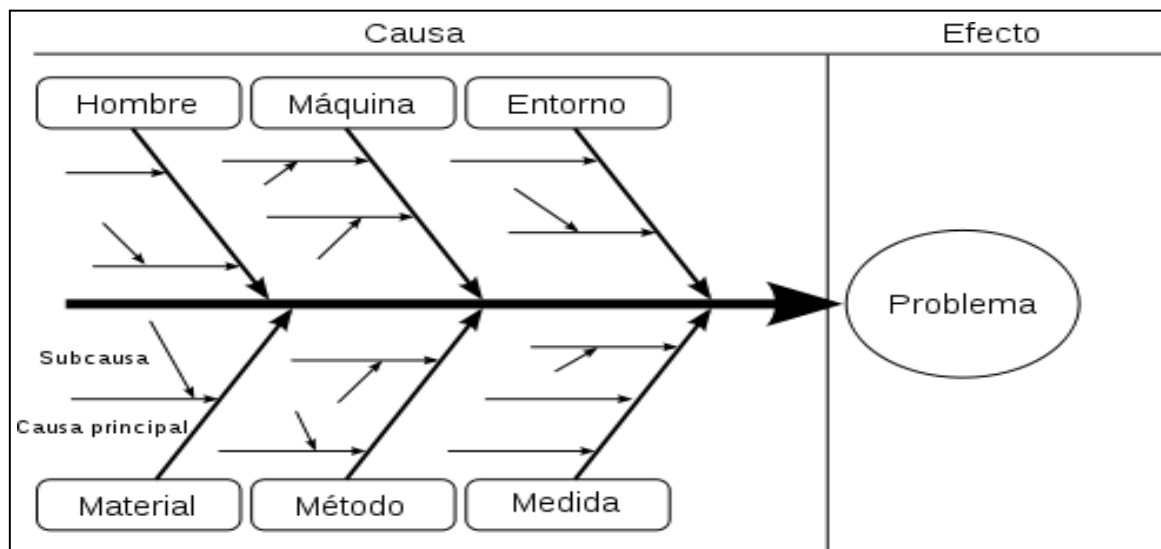 Causa
Efecto
Hombre
Máquina
Entorno
Problema
Subcausa
Causa principal
Material
Método
Medida